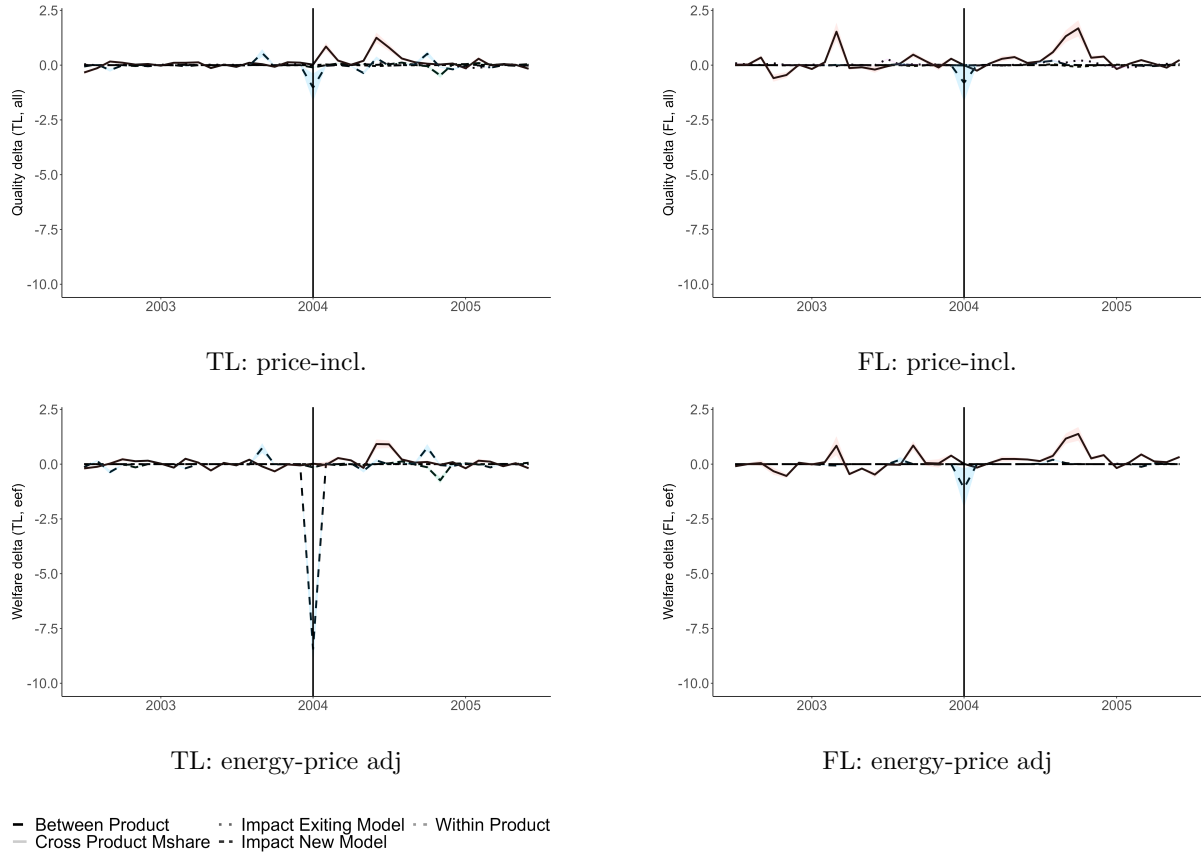 Quality delta (TL, all)
2.5
0.0
-2.5
-5.0
-7.5
-10.0
2003 2004 2005
TL: price-incl.
Quality delta (FL, all)
2.5
0.0
-2.5
-5.0
-7.5
-10.0
2003 2004 2005
FL: price-incl.
Welfare delta (TL, eef)
2.5
0.0
-2.5
-5.0
-7.5
-10.0
2003 2004 2005
TL: energy-price adj
Welfare delta (FL, eef)
2.5
0.0
-2.5
-5.0
-7.5
-10.0
2003 2004 2005
FL: energy-price adj
Between Product Impact Exiting Model Within Product
Cross Product Mshare Impact New Model